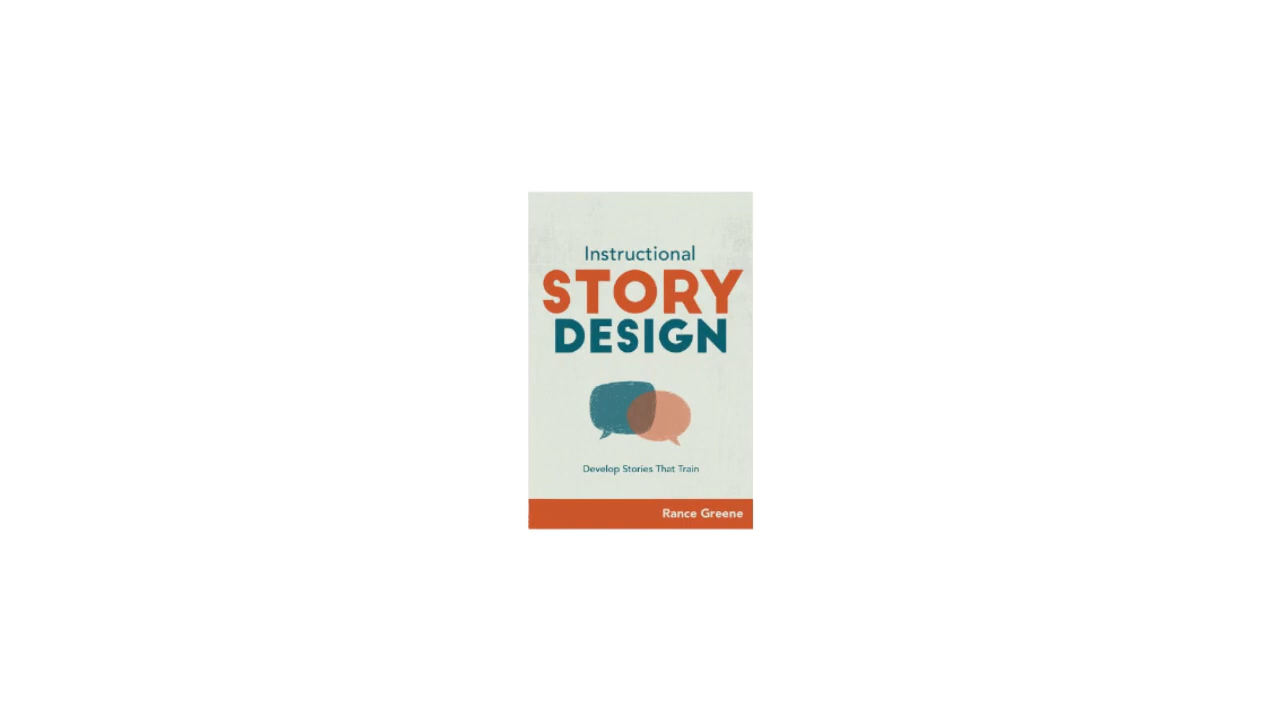 Instructional
STORY
DESIGN
Develop Stories That Train
Rance Greene